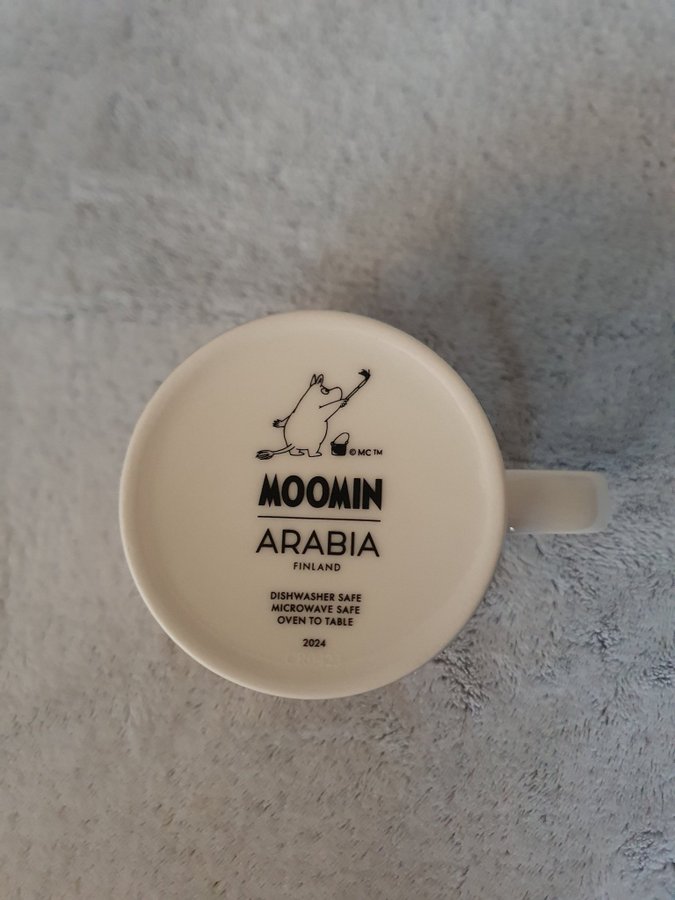 © MC ™
MOOMIN
ARABIA
FINLAND
DISHWASHER SAFE
MICROWAVE SAFE
OVEN TO TABLE
2024